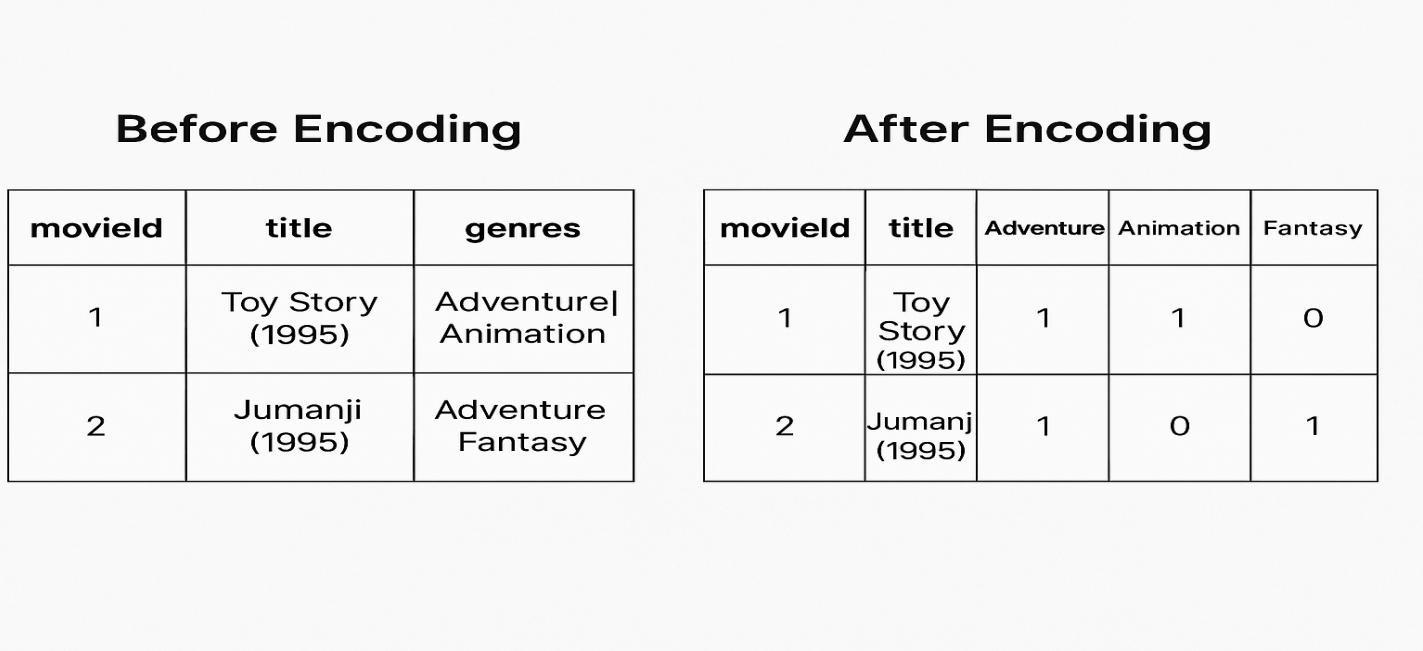 Before Encoding
After Encoding
movieId title genres
1 Toy Story
(1995) Adventure|
Animation
2 Jumanji
(1995) Adventure
Fantasy
movieId title Adventure Animation Fantasy
1 Toy
Story
(1995) 1 1 0
2 Jumanj
(1995) 1 0 1